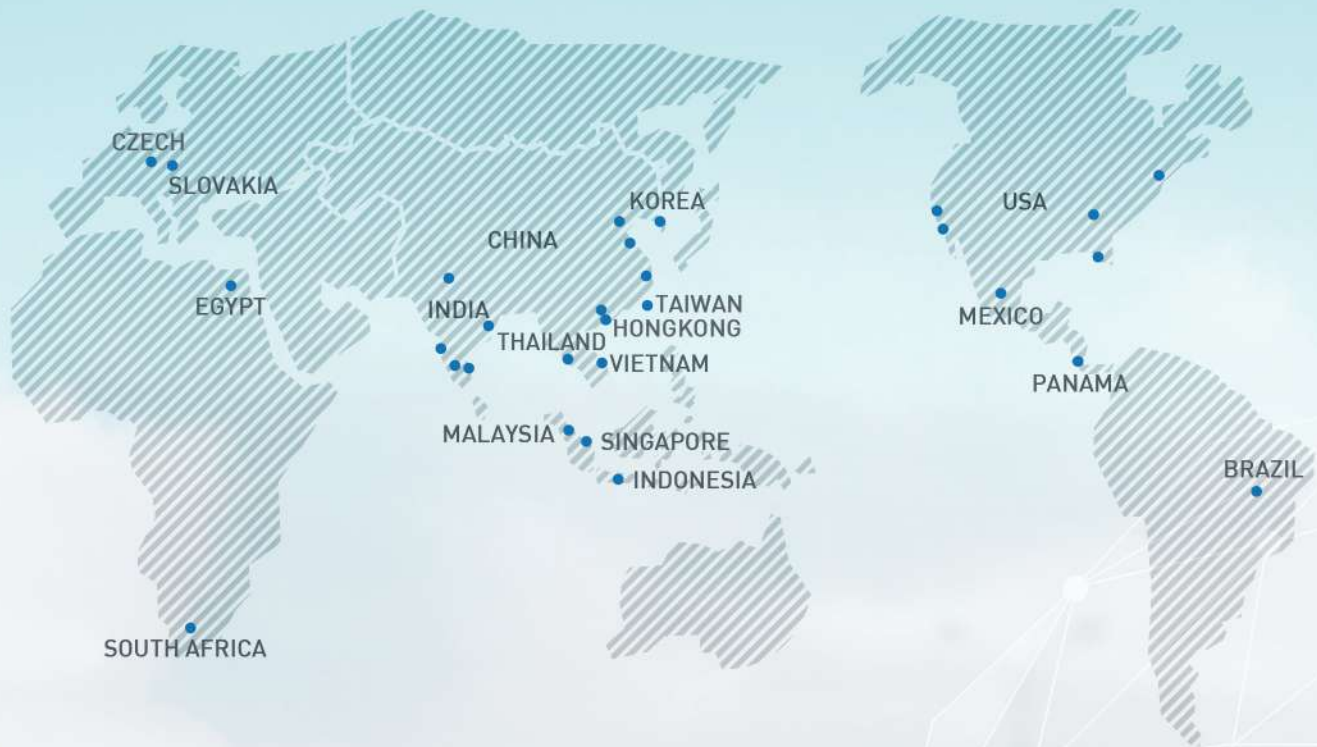 CZECH
SLOVAKIA
KOREA
USA
CHINA
EGYPT
INDIA
TAIWAN
HONGKONG
THAILAND
VIETNAM
MEXICO
PANAMA
MALAYSIA
SINGAPORE
INDONESIA
BRAZIL
SOUTH AFRICA